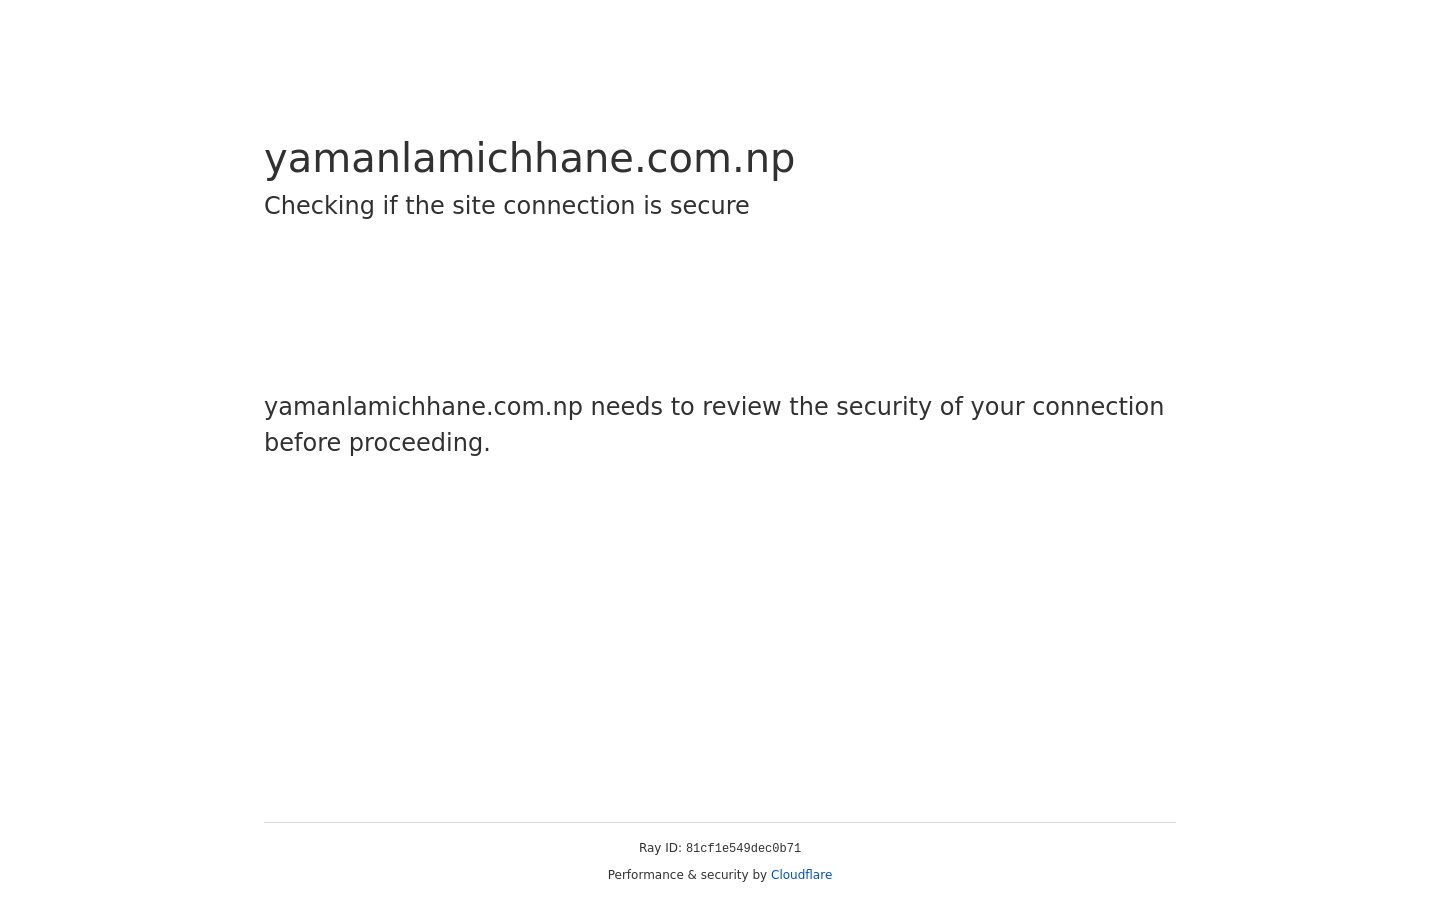 yamanlamichhane.com.np
Checking if the site connection is secure
yamanlamichhane.com.np needs to review the security of your connection
before proceeding.
Ray ID: 81cf1e549dec0b71
Performance & security by Cloudflare